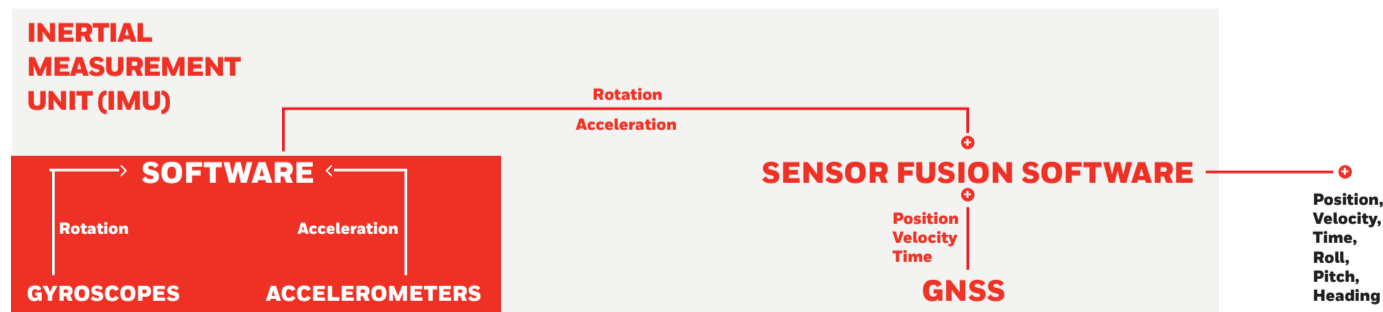 INERTIAL
MEASUREMENT
UNIT (IMU)
Rotation
Acceleration
SOFTWARE
SENSOR FUSION SOFTWARE
Rotation
Acceleration
Position
Velocity
Time
GYROSCOPES
ACCELEROMETERS
GNSS
Position,
Velocity,
Time,
Roll,
Pitch,
Heading